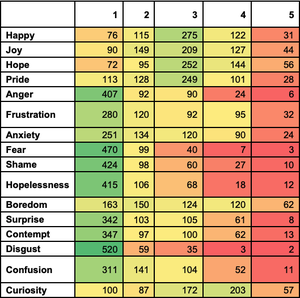 1 2 3 4 5
Happy 76 115 275 122 31
Joy 90 149 209 127 44
Hope 72 95 252 144 56
Pride 113 128 249 101 28
Anger 407 92 90 24 6
Frustration 280 120 92 95 32
Anxiety 251 134 120 90 24
Fear 470 99 40 7 3
Shame 424 98 60 27 10
Hopelessness 415 106 68 18 12
Boredom 163 150 124 120 62
Surprise 342 103 105 61 8
Contempt 347 97 100 62 13
Disgust 520 59 35 3 2
Confusion 311 141 104 52 11
Curiosity 100 87 172 203 57